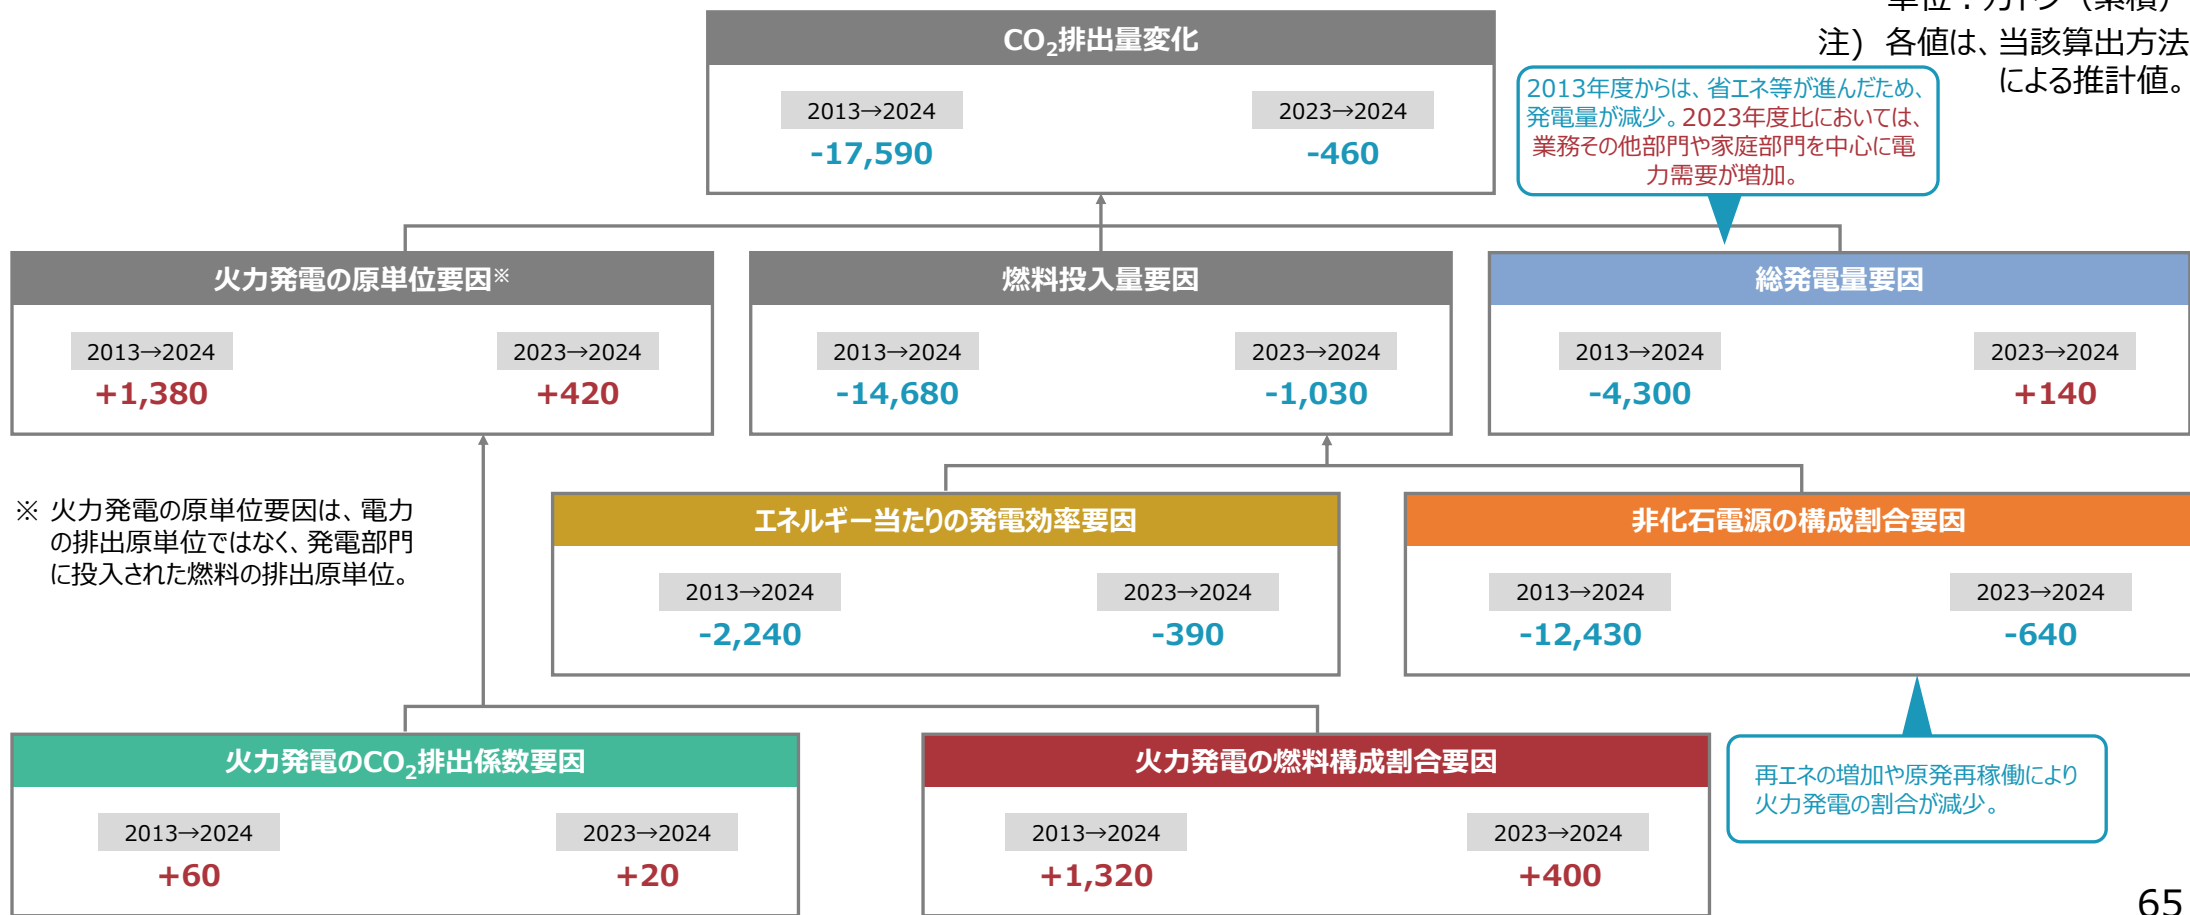 単位：万トン（累積）
注）各値は、当該算出方法
による推計値。
CO₂排出量変化
2013→2024
2023→2024
-17,590
-460
2013年度からは、省エネ等が進んだため、
発電量が減少。2023年度比においては、
業務その他部門や家庭部門を中心に電
力需要が増加。
火力発電の原単位要因※
2013→2024
2023→2024
+1,380
+420
燃料投入量要因
2013→2024
2023→2024
-14,680
-1,030
総発電量要因
2013→2024
2023→2024
-4,300
+140
※ 火力発電の原単位要因は、電力
の排出原単位ではなく、発電部門
に投入された燃料の排出原単位。
エネルギー当たりの発電効率要因
2013→2024
2023→2024
-2,240
-390
非化石電源の構成割合要因
2013→2024
2023→2024
-12,430
-640
火力発電のCO₂排出係数要因
2013→2024
2023→2024
+60
+20
火力発電の燃料構成割合要因
2013→2024
2023→2024
+1,320
+400
再エネの増加や原発再稼働により
火力発電の割合が減少。
65